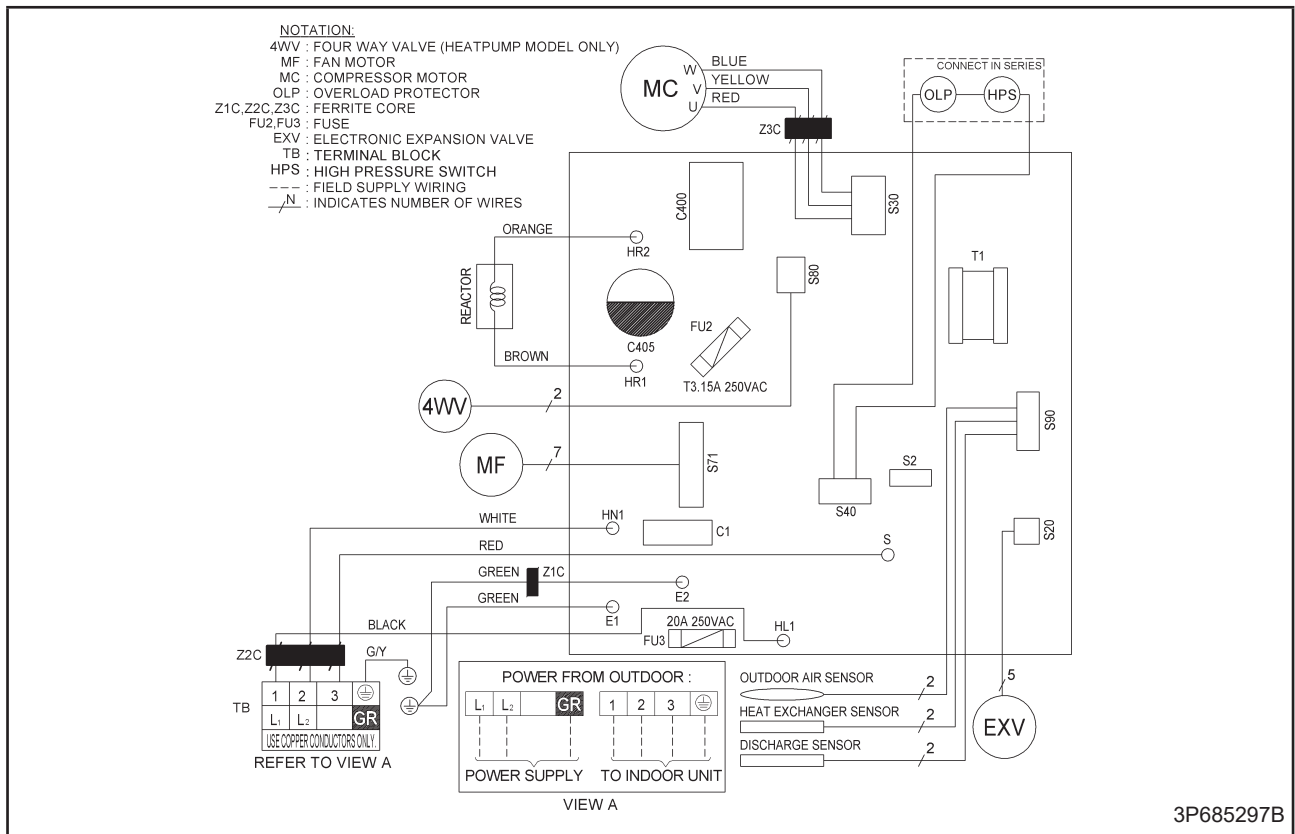 NOTATION:
4WV : FOUR WAY VALVE (HEATPUMP MODEL ONLY)
MF : FAN MOTOR
MC : COMPRESSOR MOTOR
OLP : OVERLOAD PROTECTOR
Z1C,Z2C,Z3C : FERRITE CORE
FU2,FU3 : FUSE
EXV : ELECTRONIC EXPANSION VALVE
TB : TERMINAL BLOCK
HPS : HIGH PRESSURE SWITCH
--- : FIELD SUPPLY WIRING
N : INDICATES NUMBER OF WIRES
MC
W
V
U
BLUE
YELLOW
RED
Z3C
CONNECT IN SERIES
OLP
HPS
C400
S30
ORANGE
HR2
REACTOR
S80
T1
C405
FU2
BROWN
HR1
T3.15A 250VAC
4WV
2
MF
7
S71
S90
S2
S40
WHITE
HN1
C1
S20
RED
S
GREEN
Z1C
E2
GREEN
E1
BLACK
20A 250VAC
FU3
HL1
Z2C
G/Y
TB
1 2 3
L1 L2 GR
USE COPPER CONDUCTORS ONLY.
REFER TO VIEW A
POWER FROM OUTDOOR :
L1 L2 GR 1 2 3
POWER SUPPLY TO INDOOR UNIT
VIEW A
OUTDOOR AIR SENSOR
2
HEAT EXCHANGER SENSOR
2
DISCHARGE SENSOR
2
5
EXV
3P685297B